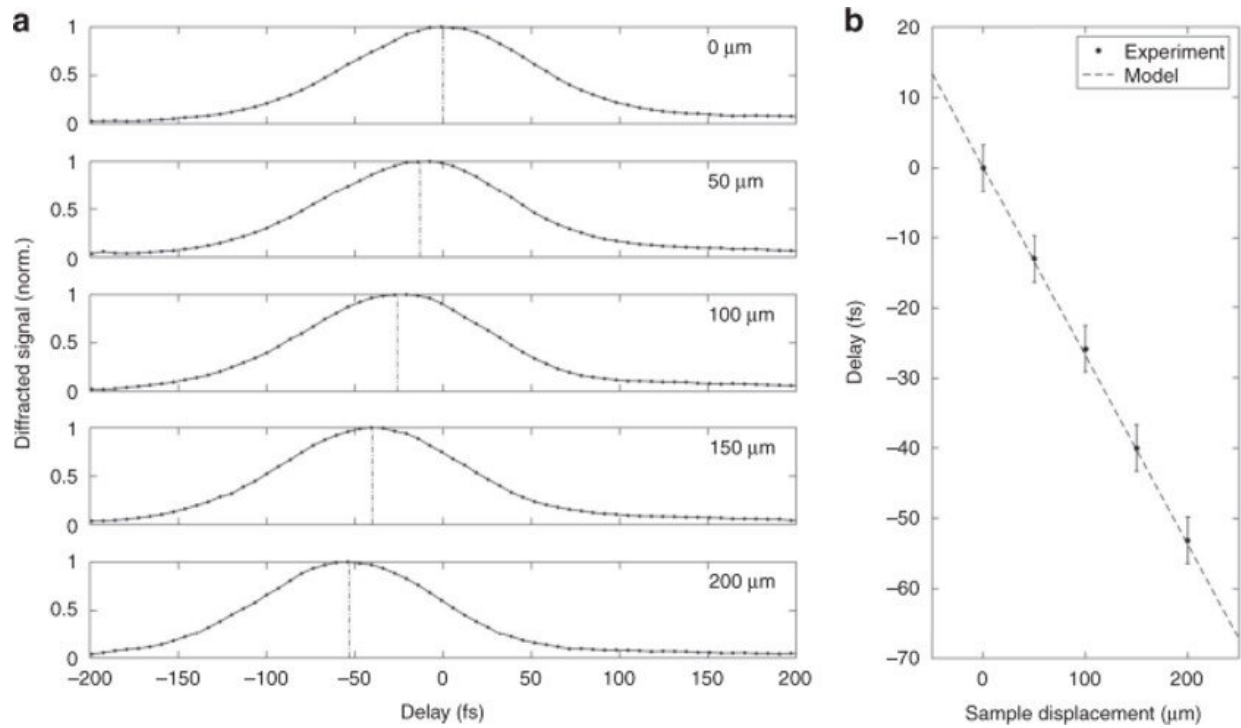 a
Diffracted signal (norm.)
1
0.5
0
0 μm
1
0.5
0
50 μm
1
0.5
0
100 μm
1
0.5
0
150 μm
1
0.5
0
200 μm
–200 –150 –100 –50 0 50 100 150 200
Delay (fs)
b
Experiment
Model
Delay (fs)
20
10
0
–10
–20
–30
–40
–50
–60
–70
0 100 200
Sample displacement (μm)